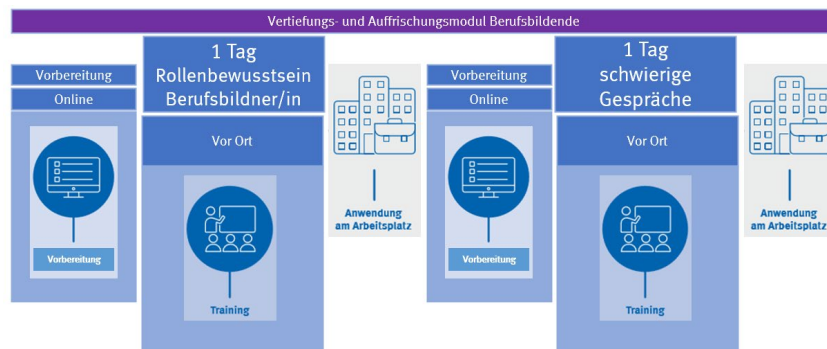 Vertiefungs- und Auffrischungsmodul Berufsbildende
Vorbereitung
Online
Vorbereitung
1 Tag
Rollenbewusstsein
Berufsbildner/in
Vor Ort
Training
Anwendung
am Arbeitsplatz
Vorbereitung
Online
Vorbereitung
1 Tag
schwierige
Gespräche
Vor Ort
Training
Anwendung
am Arbeitsplatz